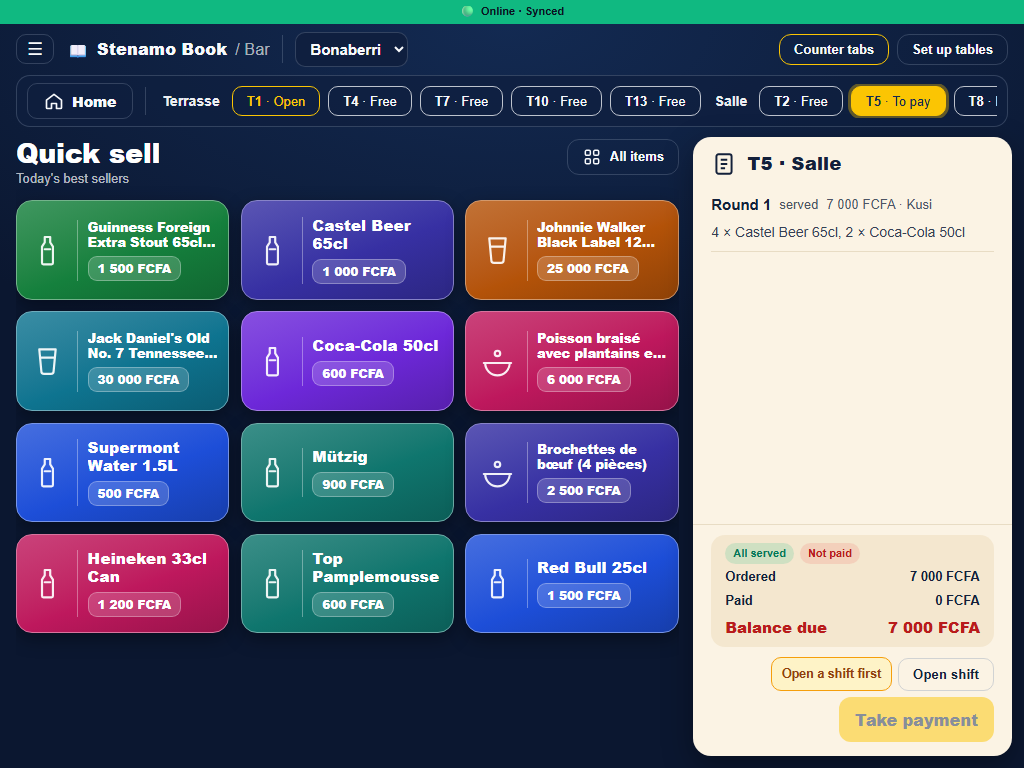 Online · Synced
Stenamo Book / Bar
Bonaberri
Counter tabs
Set up tables
Home
Terrasse
T1 · Open
T4 · Free
T7 · Free
T10 · Free
T13 · Free
Salle
T2 · Free
T5 · To pay
T8 ·
Quick sell
Today's best sellers
All items
Guinness Foreign
Extra Stout 65cl...
1 500 FCFA
Castel Beer
65cl
1 000 FCFA
Johnnie Walker
Black Label 12...
25 000 FCFA
Jack Daniel's Old
No. 7 Tennessee...
30 000 FCFA
Coca-Cola 50cl
600 FCFA
Poisson braisé
avec plantains e...
6 000 FCFA
Supermont
Water 1.5L
500 FCFA
Mützig
900 FCFA
Brochettes de
bœuf (4 pièces)
2 500 FCFA
Heineken 33cl
Can
1 200 FCFA
Top
Pamplemousse
600 FCFA
Red Bull 25cl
1 500 FCFA
T5 · Salle
Round 1 served 7 000 FCFA · Kusi
4 × Castel Beer 65cl, 2 × Coca-Cola 50cl
All served
Not paid
Ordered 7 000 FCFA
Paid 0 FCFA
Balance due 7 000 FCFA
Open a shift first
Open shift
Take payment